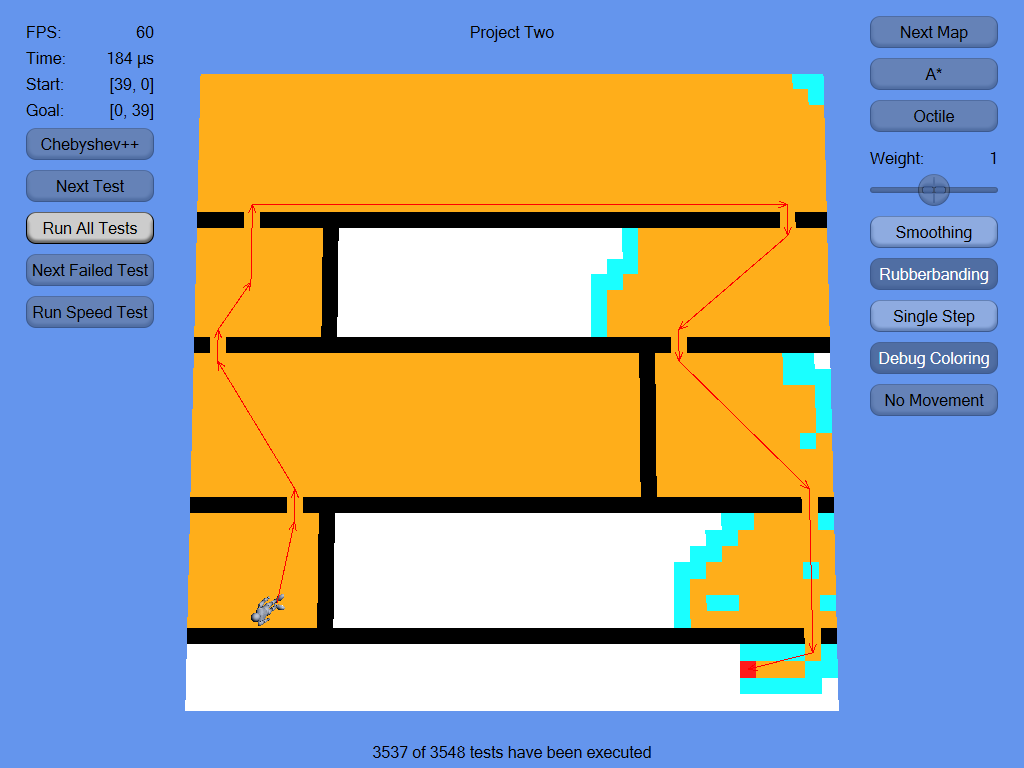 FPS: 60
Time: 184 µs
Start: [39, 0]
Goal: [0, 39]
Chebyshev++
Next Test
Run All Tests
Next Failed Test
Run Speed Test
Project Two
Next Map
A*
Octile
Weight: 1
Smoothing
Rubberbanding
Single Step
Debug Coloring
No Movement
3537 of 3548 tests have been executed